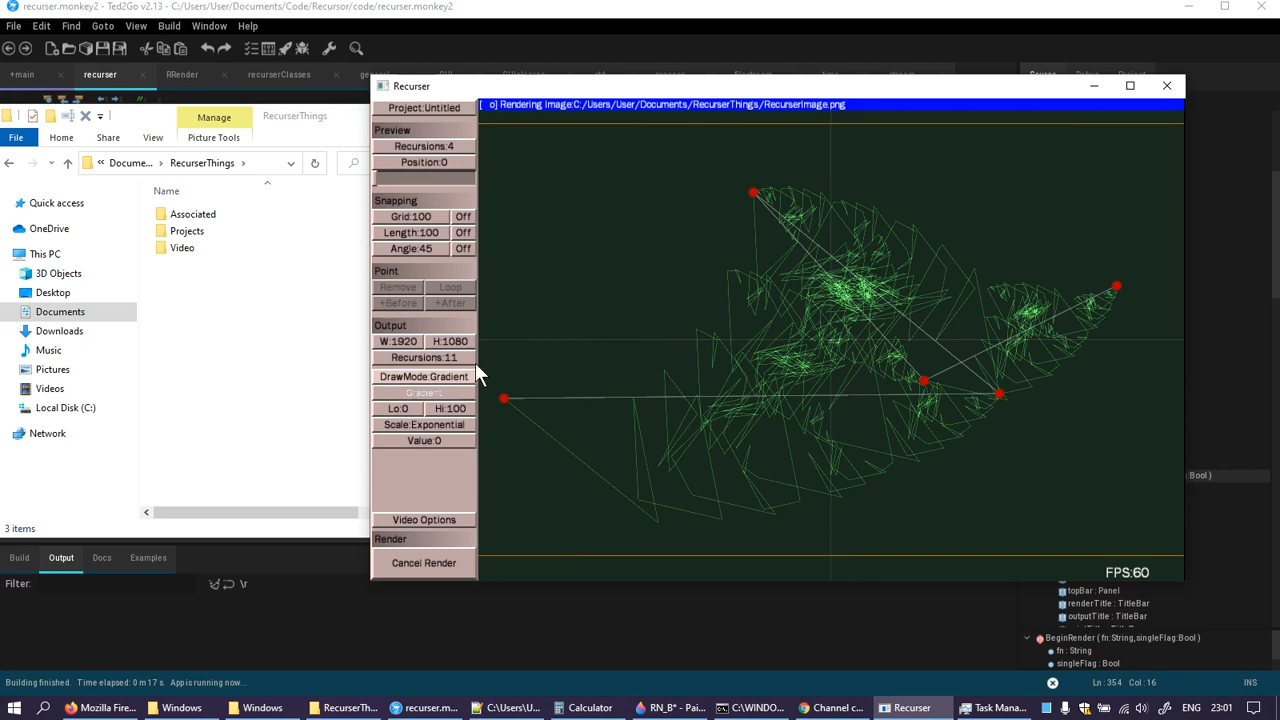 recurser.monkey2 - Ted2Go v2.13 - C:/Users/User/Documents/Code/Recursor/code/recurser.monkey2
File Edit Find Goto View Build Window Help
+main recurser RRender recurserClasses
Manage RecurserThings
File Home Share View Picture Tools
« Docume... › RecurserThings ›
Name
Quick access
OneDrive
This PC
3D Objects
Desktop
Documents
Downloads
Music
Pictures
Videos
Local Disk (C:)
Network
Associated
Projects
Video
3 items
Recurser
Project:Untitled
[ o] Rendering Image:C:/Users/User/Documents/RecurserThings/RecurserImage.png
Preview
Recursions:4
Position:0
Snapping
Grid:100 Off
Length:100 Off
Angle:45 Off
Point
Remove Loop
+Before +After
Output
W:1920 H:1080
Recursions:11
DrawMode:Gradient
Gradient
Lo:0 Hi:100
Scale:Exponential
Value:0
Video Options
Render
Cancel Render
FPS:60
:Bool )
Build Output Docs Examples
Filter: \r
topBar : Panel
renderTitle : TitleBar
outputTitle : TitleBar
BeginRender ( fn:String,singleFlag:Bool )
fn : String
singleFlag : Bool
Building finished. Time elapsed: 0 m 17 s. App is running now...
Ln : 354 Col : 16 INS
Mozilla Fire... Windows Windows RecurserTh... recurser.mo... C:\Users\U... Calculator RN_B* - Pai... C:\WINDO... Channel c... Recurser Task Mana... ENG 23:01